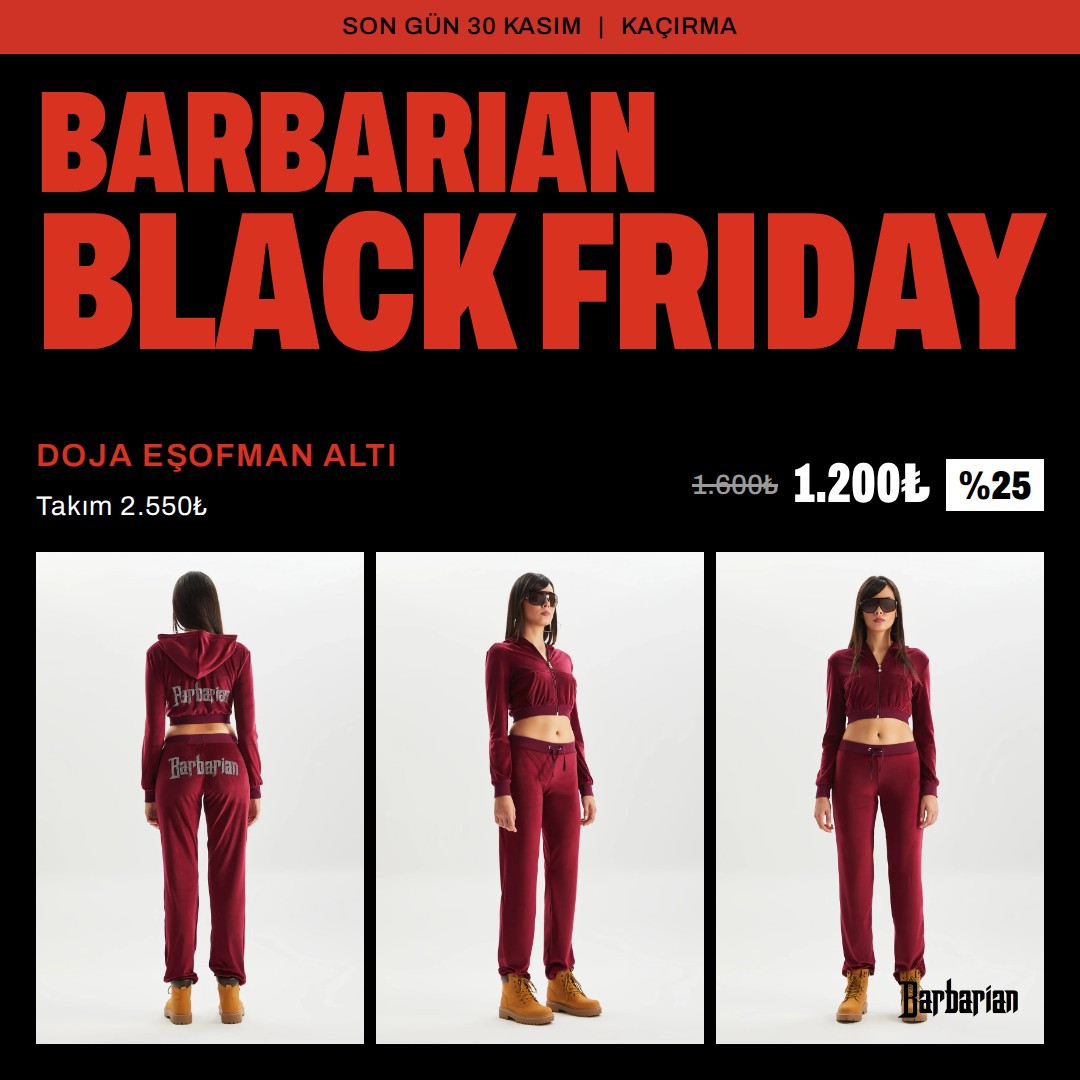 SON GÜN 30 KASIM | KAÇIRMA
BARBARIAN
BLACK FRIDAY
DOJA EŞOFMAN ALTI
Takım 2.550₺
1.600₺ 1.200₺ %25
Barbarian
Barbarian
Barbarian